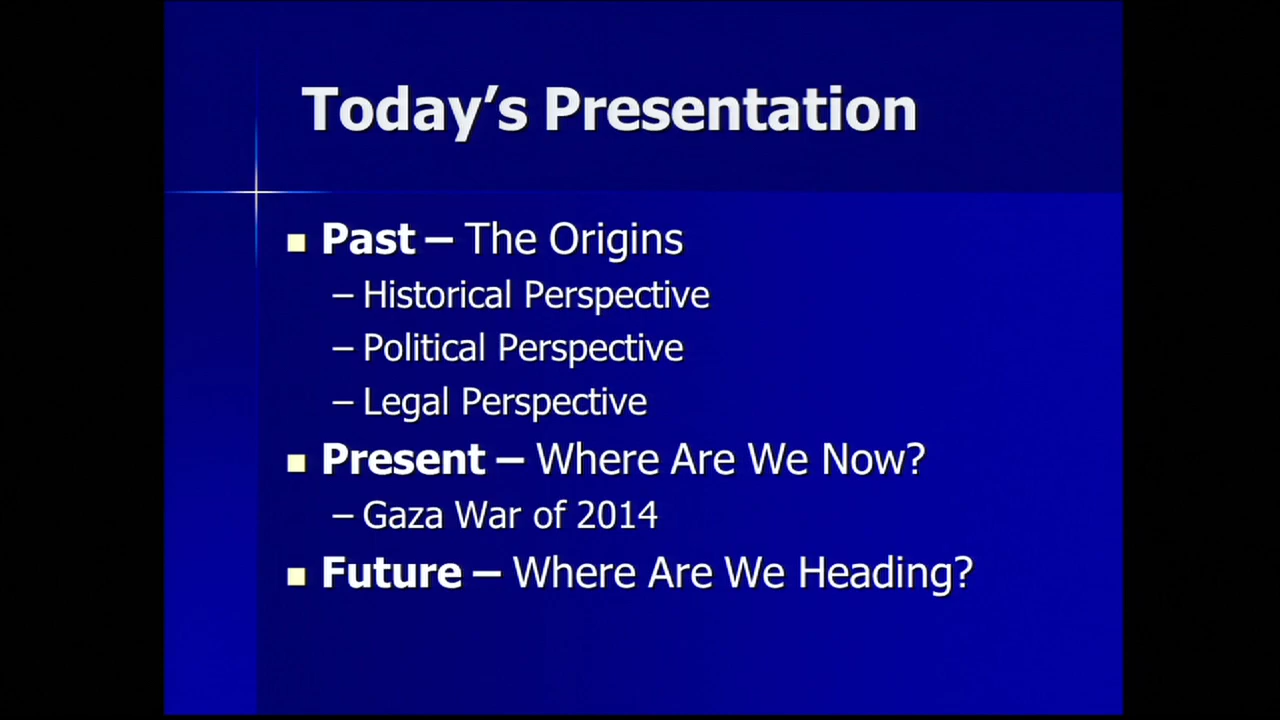 Today’s Presentation
Past – The Origins
– Historical Perspective
– Political Perspective
– Legal Perspective
Present – Where Are We Now?
– Gaza War of 2014
Future – Where Are We Heading?